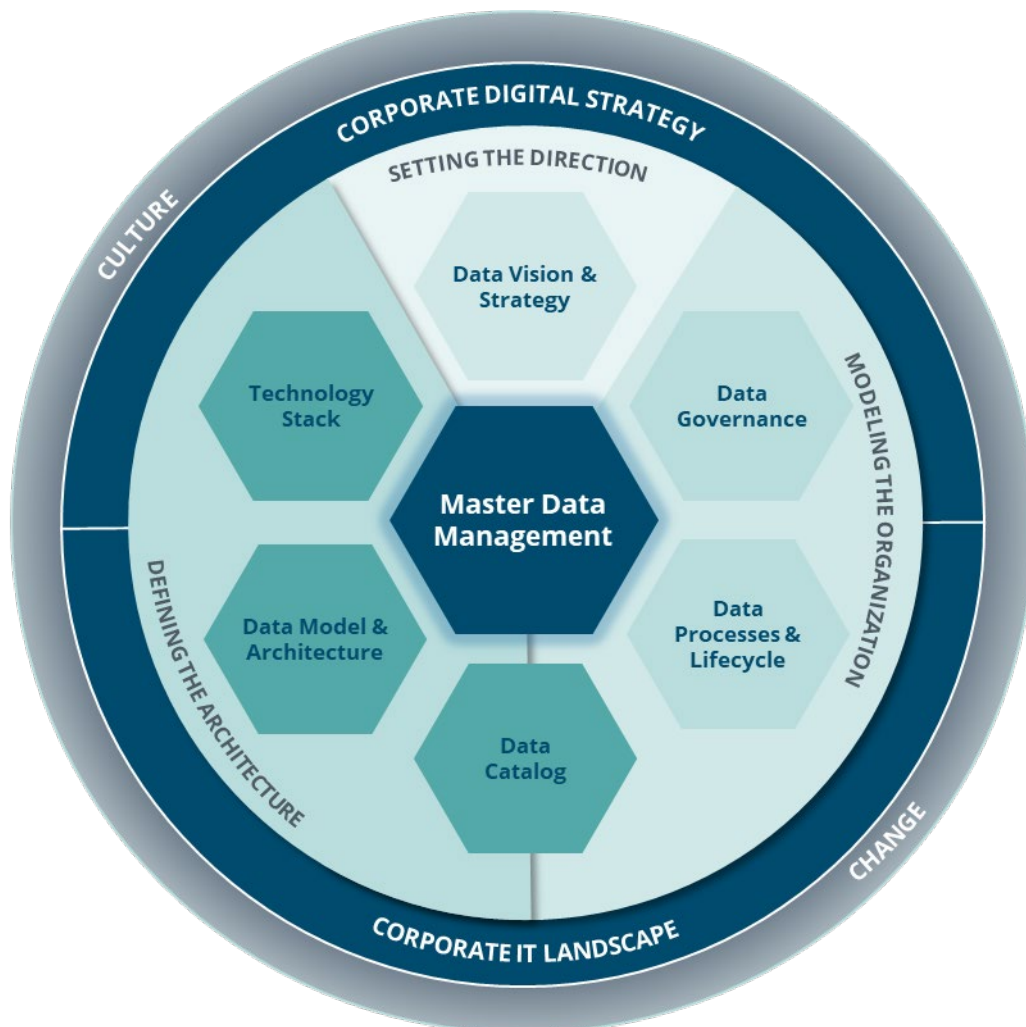 CORPORATE DIGITAL STRATEGY
SETTING THE DIRECTION
CULTURE
Data Vision &
Strategy
Technology
Stack
Data
Governance
MODELING THE ORGANIZATION
Master Data
Management
DEFINING THE ARCHITECTURE
Data Model &
Architecture
Data
Processes &
Lifecycle
Data
Catalog
CHANGE
CORPORATE IT LANDSCAPE